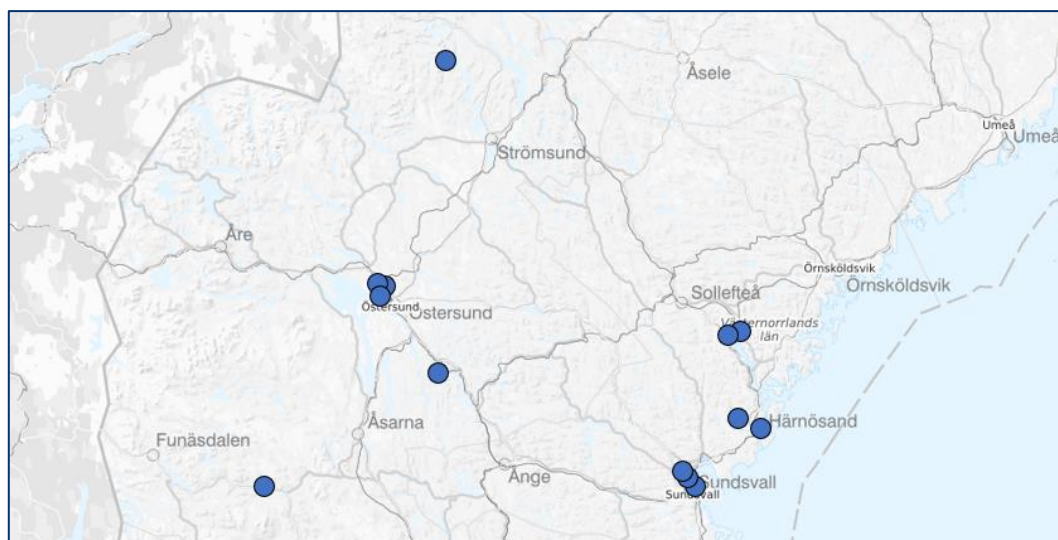 Åsele
Umeå
Umeå
Strömsund
Åre
Örnsköldsvik
Örnsköldsvik
Sollefteå
Östersund
Östersund
Västernorrlands
län
Härnösand
Åsarna
Funäsdalen
Ånge
Sundsvall
Sundsvall